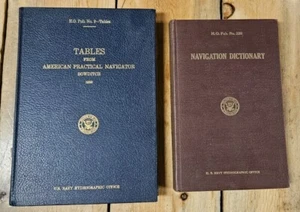 H.O. Pub. No. 9—Tables
TABLES
FROM
AMERICAN PRACTICAL NAVIGATOR
BOWDITCH
U.S. NAVY HYDROGRAPHIC OFFICE
H.O. Pub. No. 220
NAVIGATION DICTIONARY
U. S. NAVY HYDROGRAPHIC OFFICE